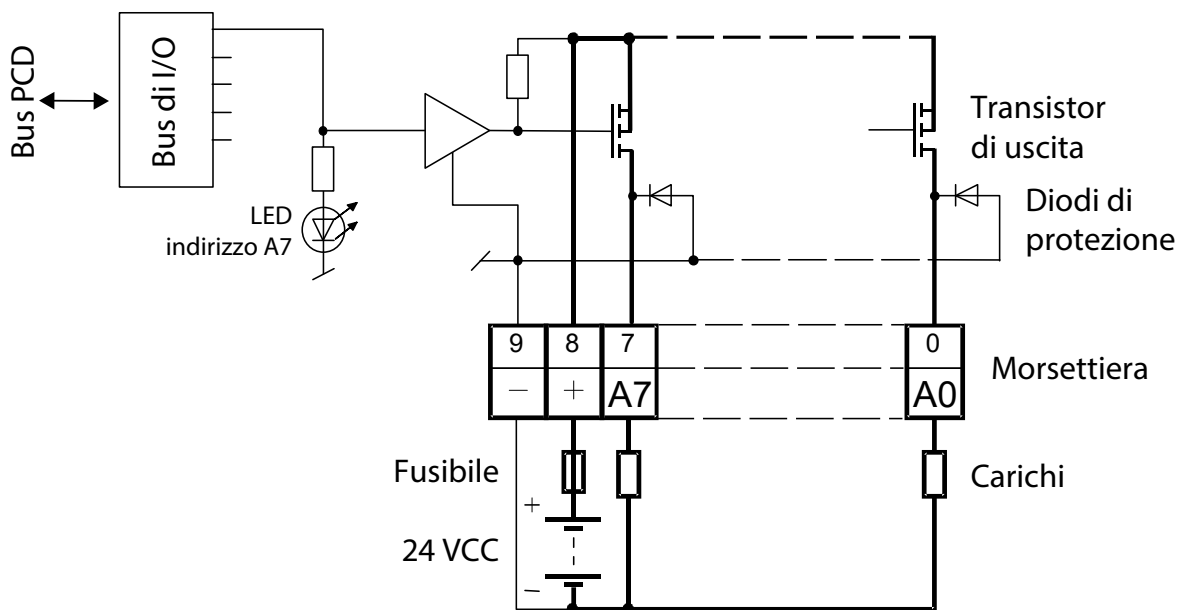 Bus PCD
Bus di I/O
LED
indirizzo A7
Transistor
di uscita
Diodi di
protezione
9 8 7 0
− + A7 A0
Morsettiera
Fusibile
Carichi
+
24 VCC
−